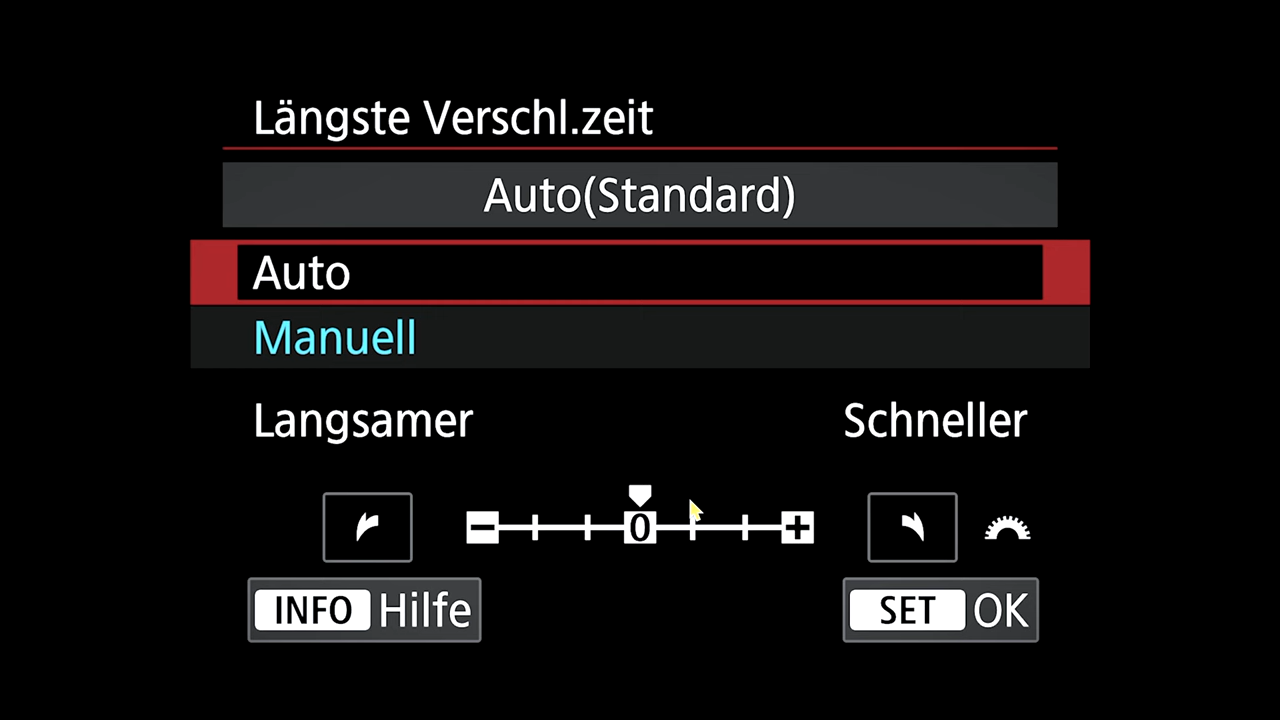 Längste Verschl.zeit
Auto(Standard)
Auto
Manuell
Langsamer Schneller
0
INFO Hilfe SET OK